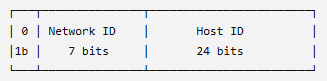 | 0 | Network ID | Host ID |
|1b | 7 bits | 24 bits |